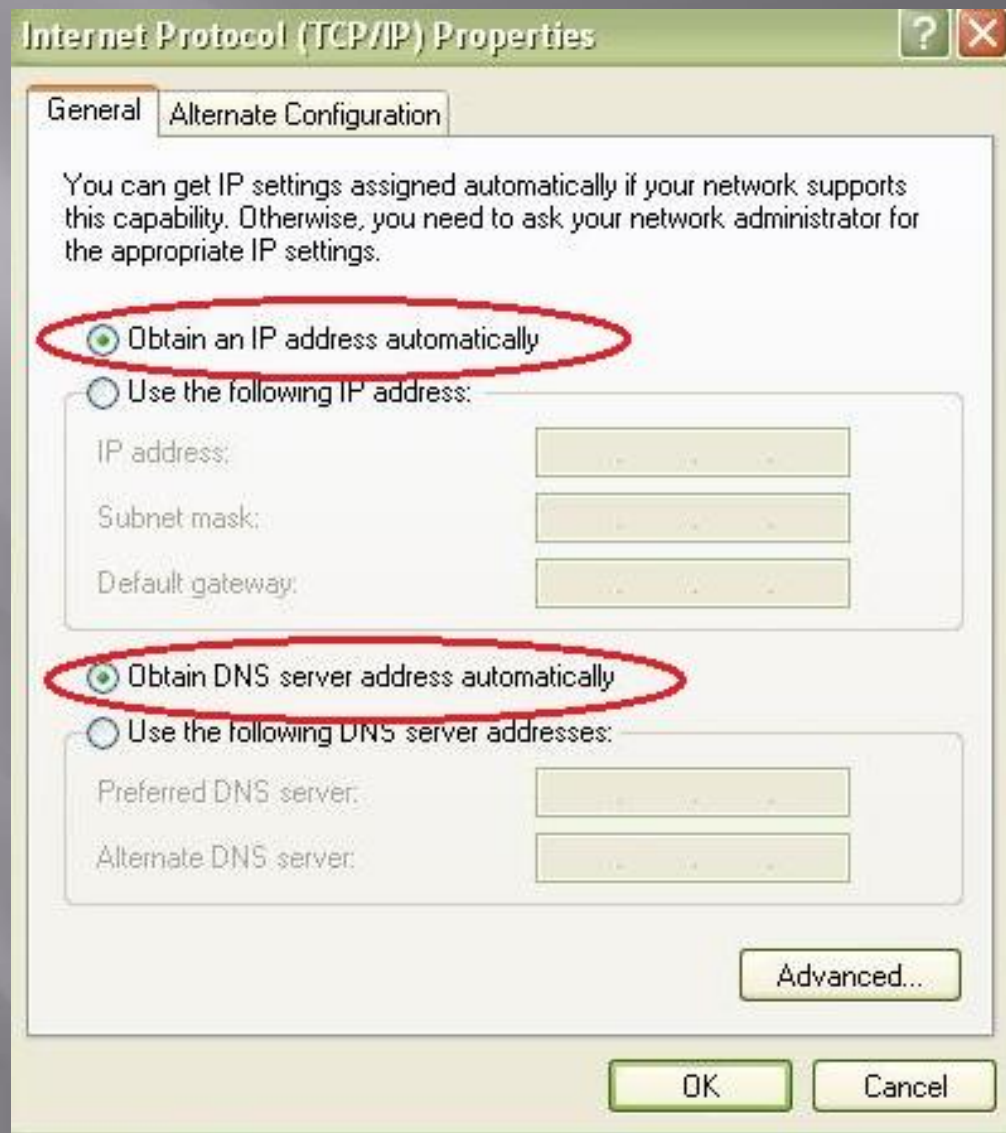 Internet Protocol (TCP/IP) Properties
General
Alternate Configuration
You can get IP settings assigned automatically if your network supports
this capability. Otherwise, you need to ask your network administrator for
the appropriate IP settings.
Obtain an IP address automatically
Use the following IP address:
IP address:
Subnet mask:
Default gateway:
Obtain DNS server address automatically
Use the following DNS server addresses:
Preferred DNS server:
Alternate DNS server:
Advanced...
OK
Cancel